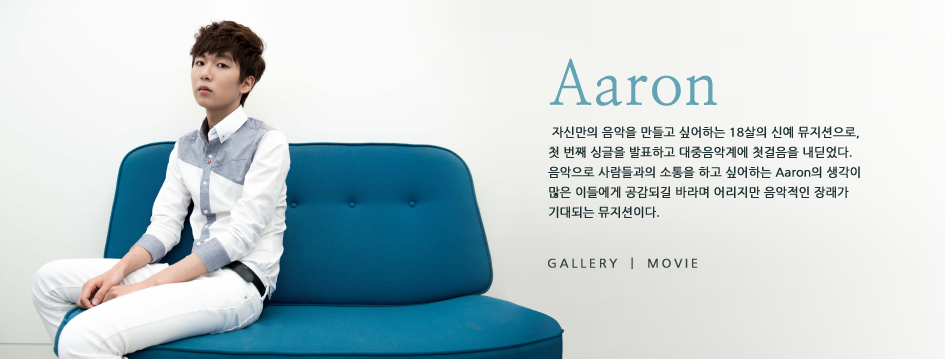 Aaron
자신만의 음악을 만들고 싶어하는 18살의 신예 뮤지션으로,
첫 번째 싱글을 발표하고 대중음악계에 첫걸음을 내딛었다.
음악으로 사람들과의 소통을 하고 싶어하는 Aaron의 생각이
많은 이들에게 공감되길 바라며 어리지만 음악적인 장래가
기대되는 뮤지션이다.
GALLERY | MOVIE